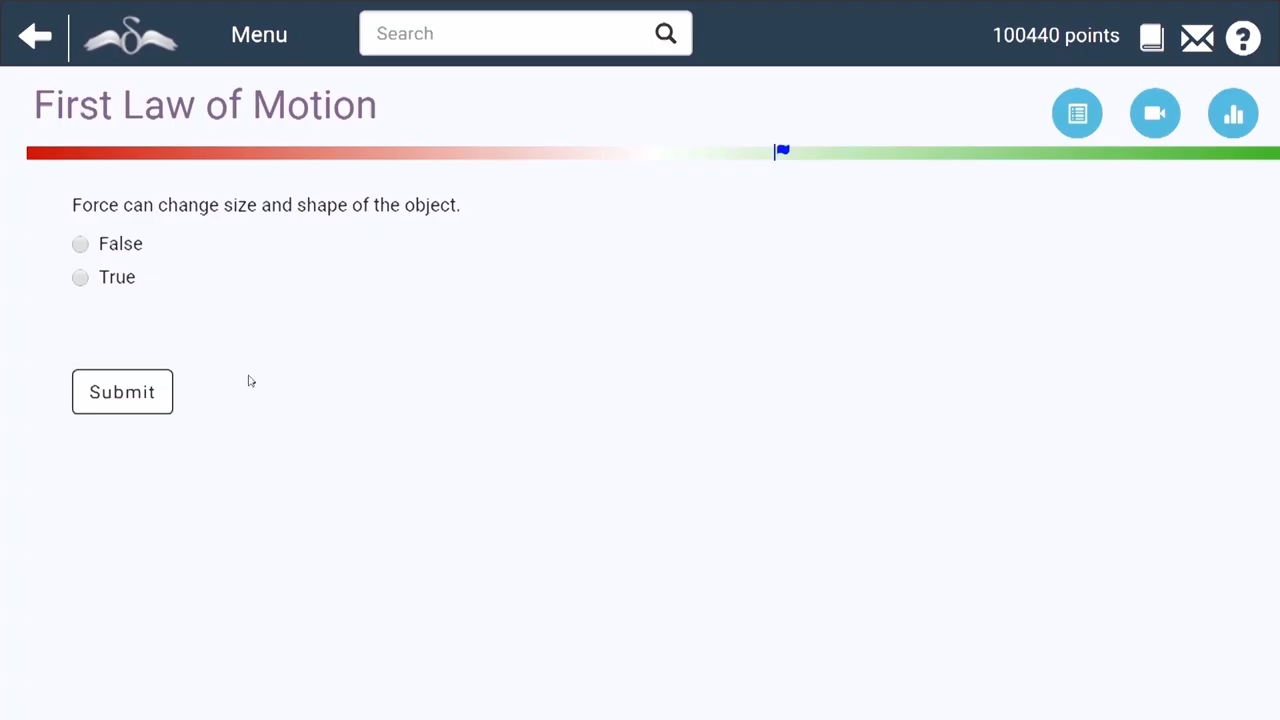 Menu
Search
100440 points
?
First Law of Motion
Force can change size and shape of the object.
False
True
Submit